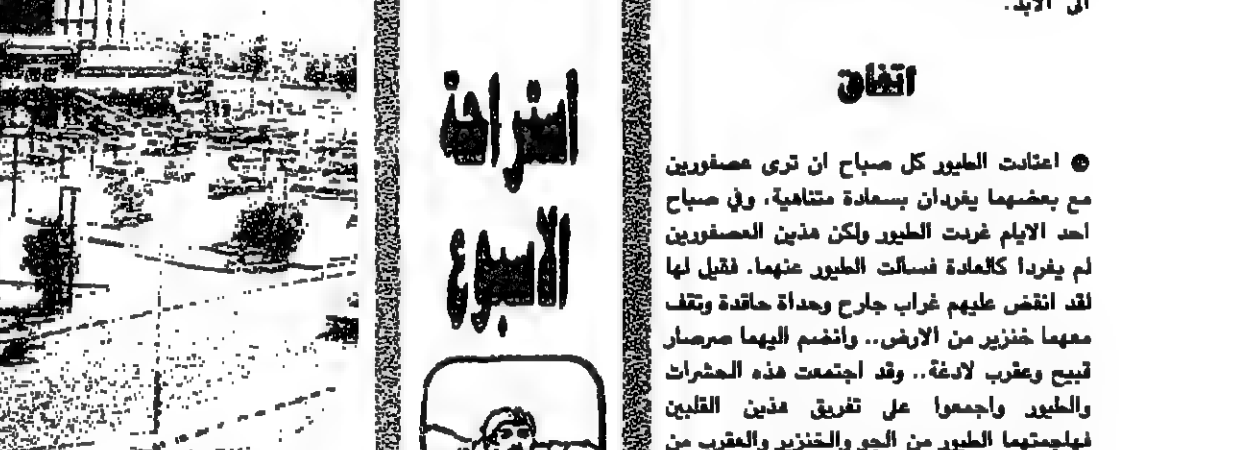 الى الابد.
اتفاق
اعتادت الطيور كل صباح ان ترى عصفورين
مع بعضهما يغردان بسعادة متناهية، وفي صباح
احد الايام غردت الطيور ولكن هذين العصفورين
لم يغردا كالعادة فسألت الطيور عنهما. فقيل لها
لقد انقض عليهم غراب جارح وحدأة حاقدة وتقف
معهما خنزير من الارض.. وانضم اليهما صرصار
قبيح وعقرب لادغة.. وقد اجتمعت هذه الحشرات
والطيور واجمعوا على تفريق هذين القلبين
فهاجمتهما الطيور من الجو والخنزير والعقرب من
استراحة
الاسبوع